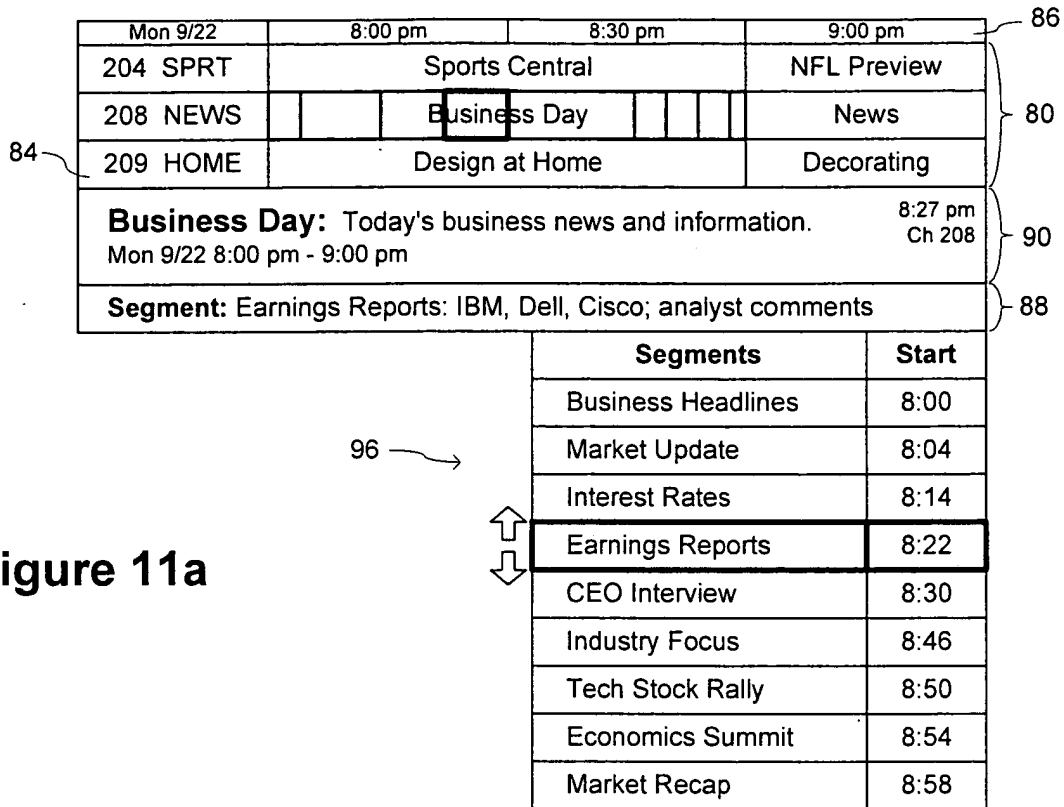 Mon 9/22 8:00 pm 8:30 pm 9:00 pm 86
204 SPRT Sports Central NFL Preview
208 NEWS Business Day News 80
84 209 HOME Design at Home Decorating
Business Day: Today's business news and information. 8:27 pm
Ch 208 90
Mon 9/22 8:00 pm - 9:00 pm
Segment: Earnings Reports: IBM, Dell, Cisco; analyst comments 88
Segments Start
Business Headlines 8:00
96 Market Update 8:04
Interest Rates 8:14
Earnings Reports 8:22
igure 11a
CEO Interview 8:30
Industry Focus 8:46
Tech Stock Rally 8:50
Economics Summit 8:54
Market Recap 8:58